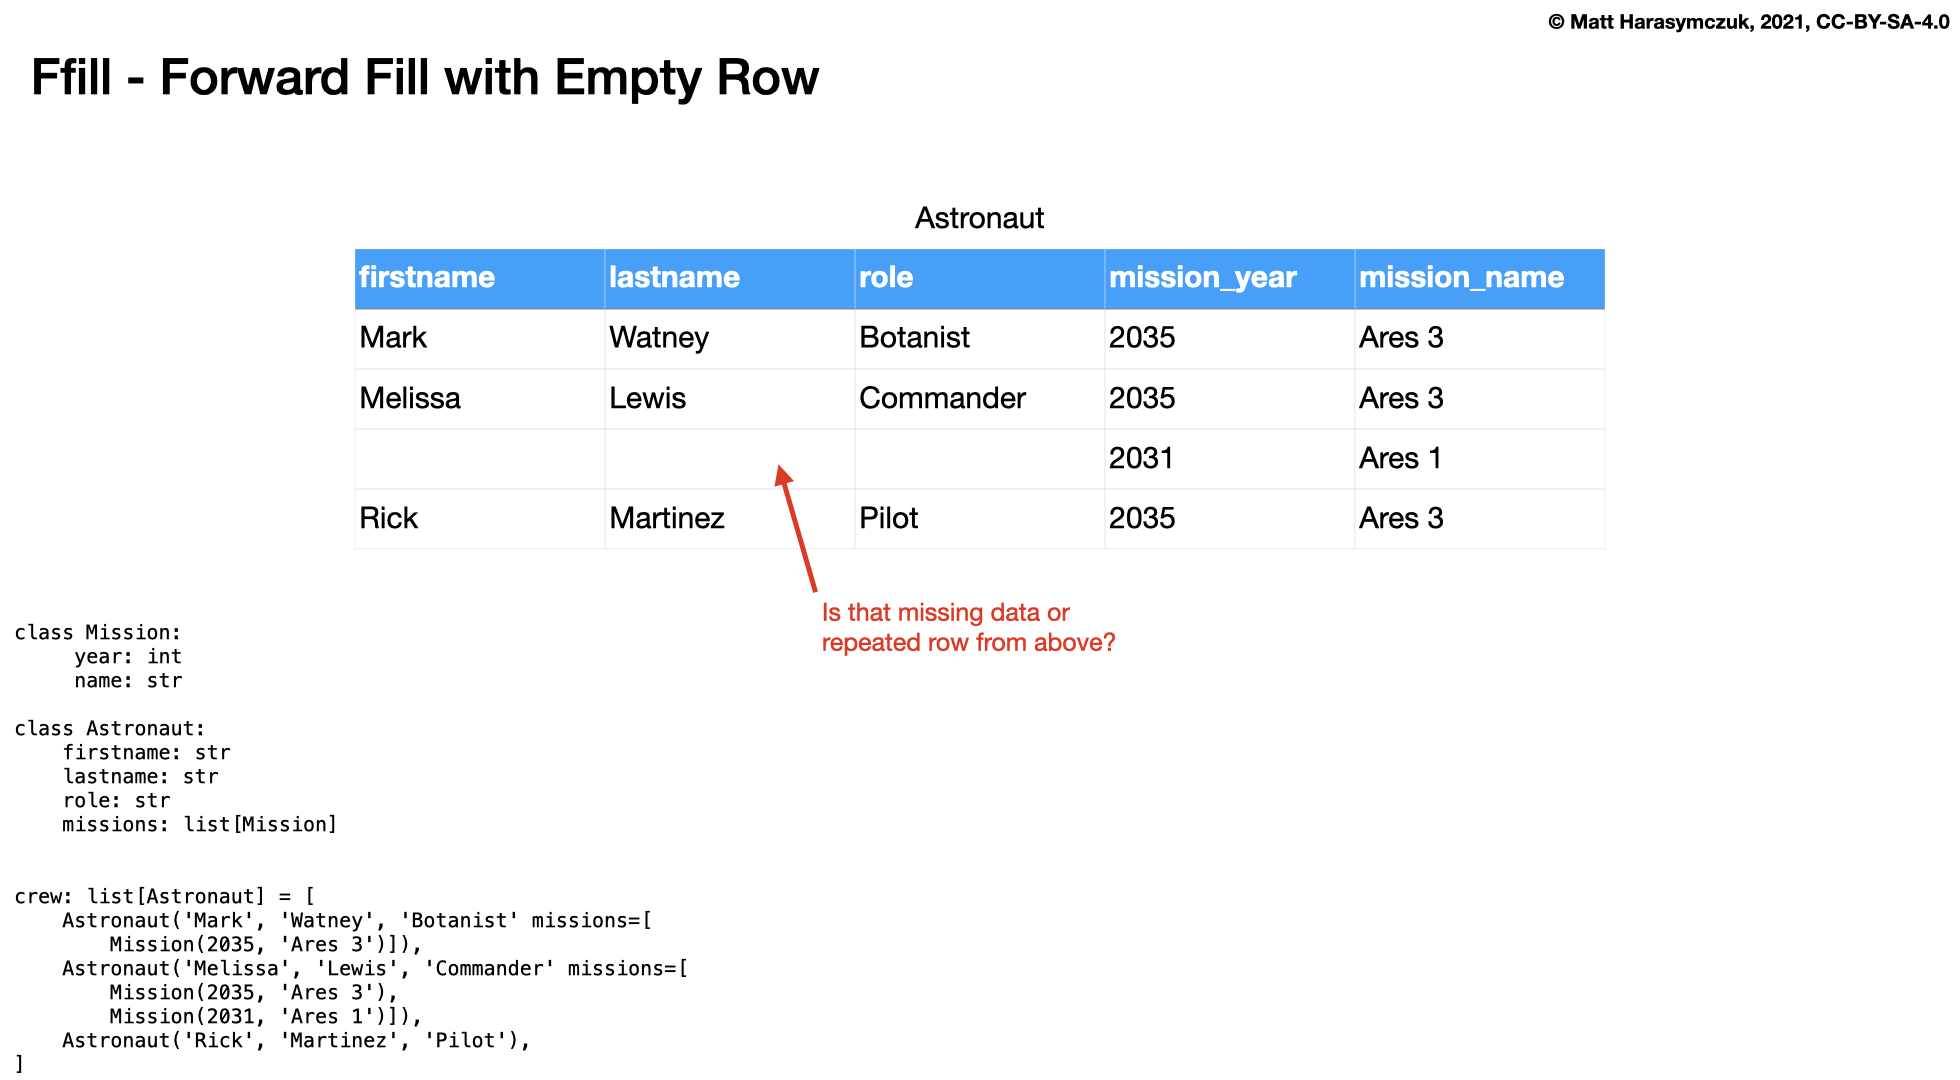 © Matt Harasymczuk, 2021, CC-BY-SA-4.0
Ffill - Forward Fill with Empty Row
Astronaut
firstname lastname role mission_year mission_name
Mark Watney Botanist 2035 Ares 3
Melissa Lewis Commander 2035 Ares 3
2031 Ares 1
Rick Martinez Pilot 2035 Ares 3
Is that missing data or
repeated row from above?
class Mission:
     year: int
     name: str
class Astronaut:
    firstname: str
    lastname: str
    role: str
    missions: list[Mission]
crew: list[Astronaut] = [
    Astronaut('Mark', 'Watney', 'Botanist' missions=[
        Mission(2035, 'Ares 3')]),
    Astronaut('Melissa', 'Lewis', 'Commander' missions=[
        Mission(2035, 'Ares 3'),
        Mission(2031, 'Ares 1')]),
    Astronaut('Rick', 'Martinez', 'Pilot'),
]